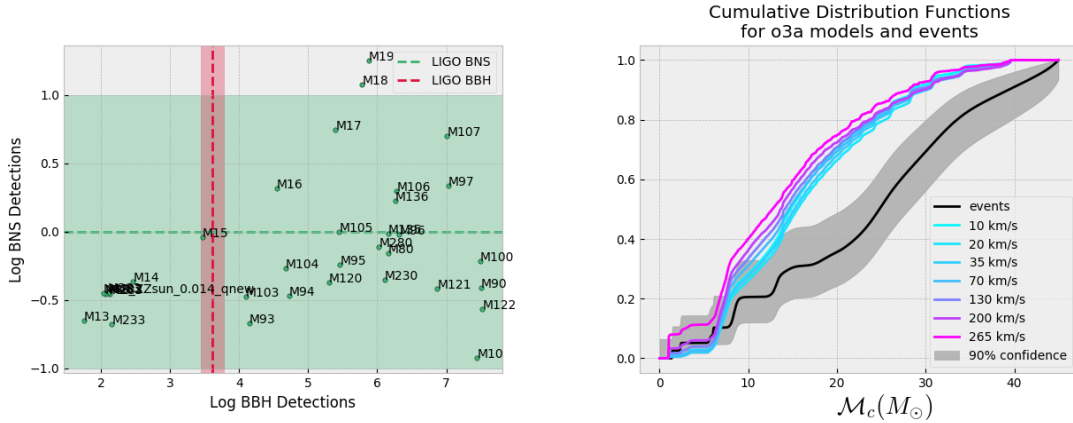 M19
M18
LIGO BNS
LIGO BBH
1.0
M17
M107
0.5
M16
M106
M97
M136
0.0
M15
M105
M96
M280
M80
M95
M100
M104
M14
M120
M230
M121
M90
−0.5
ZZsun_0.014_qnew
M103
M94
M122
M13
M233
M93
M10
−1.0
2 3 4 5 6 7
Log BBH Detections
Log BNS Detections
Cumulative Distribution Functions
for o3a models and events
1.0
0.8
0.6
0.4
0.2
0.0
events
10 km/s
20 km/s
35 km/s
70 km/s
130 km/s
200 km/s
265 km/s
90% confidence
0 10 20 30 40
ℳc(M⊙)